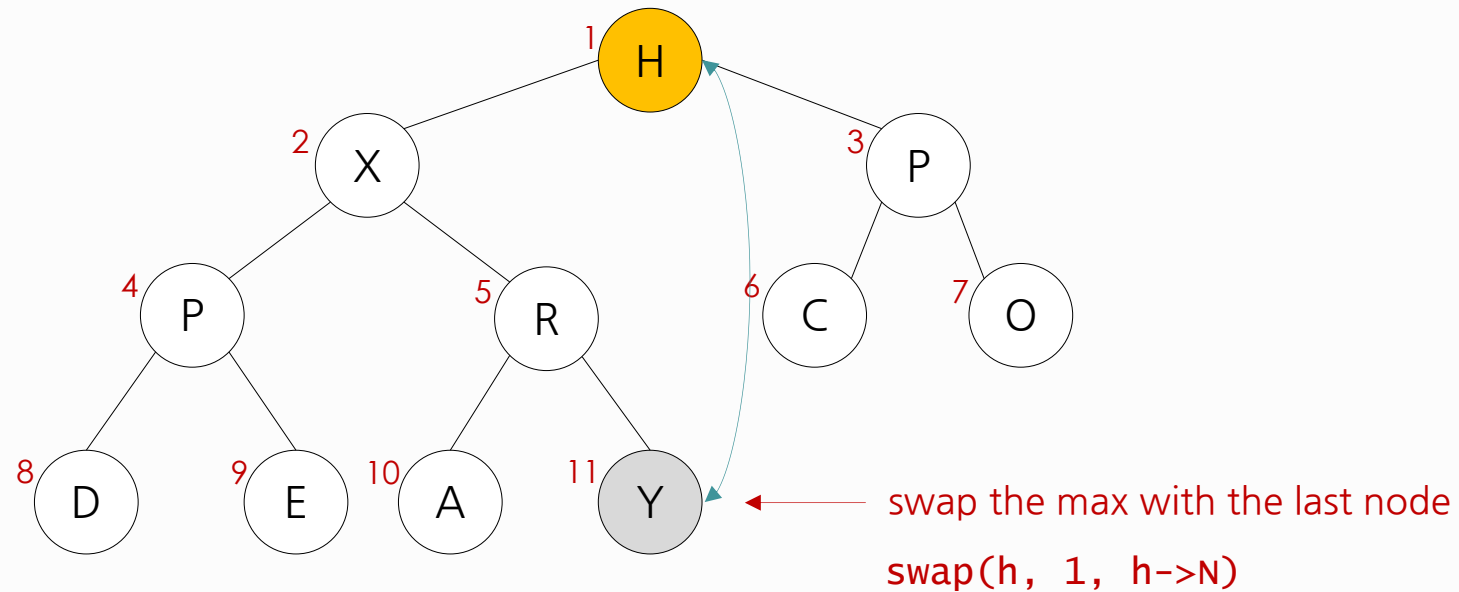 1
H
2
X
3
P
4
P
5
R
6
C
7
O
8
D
9
E
10
A
11
Y
swap the max with the last node
swap(h, 1, h->N)